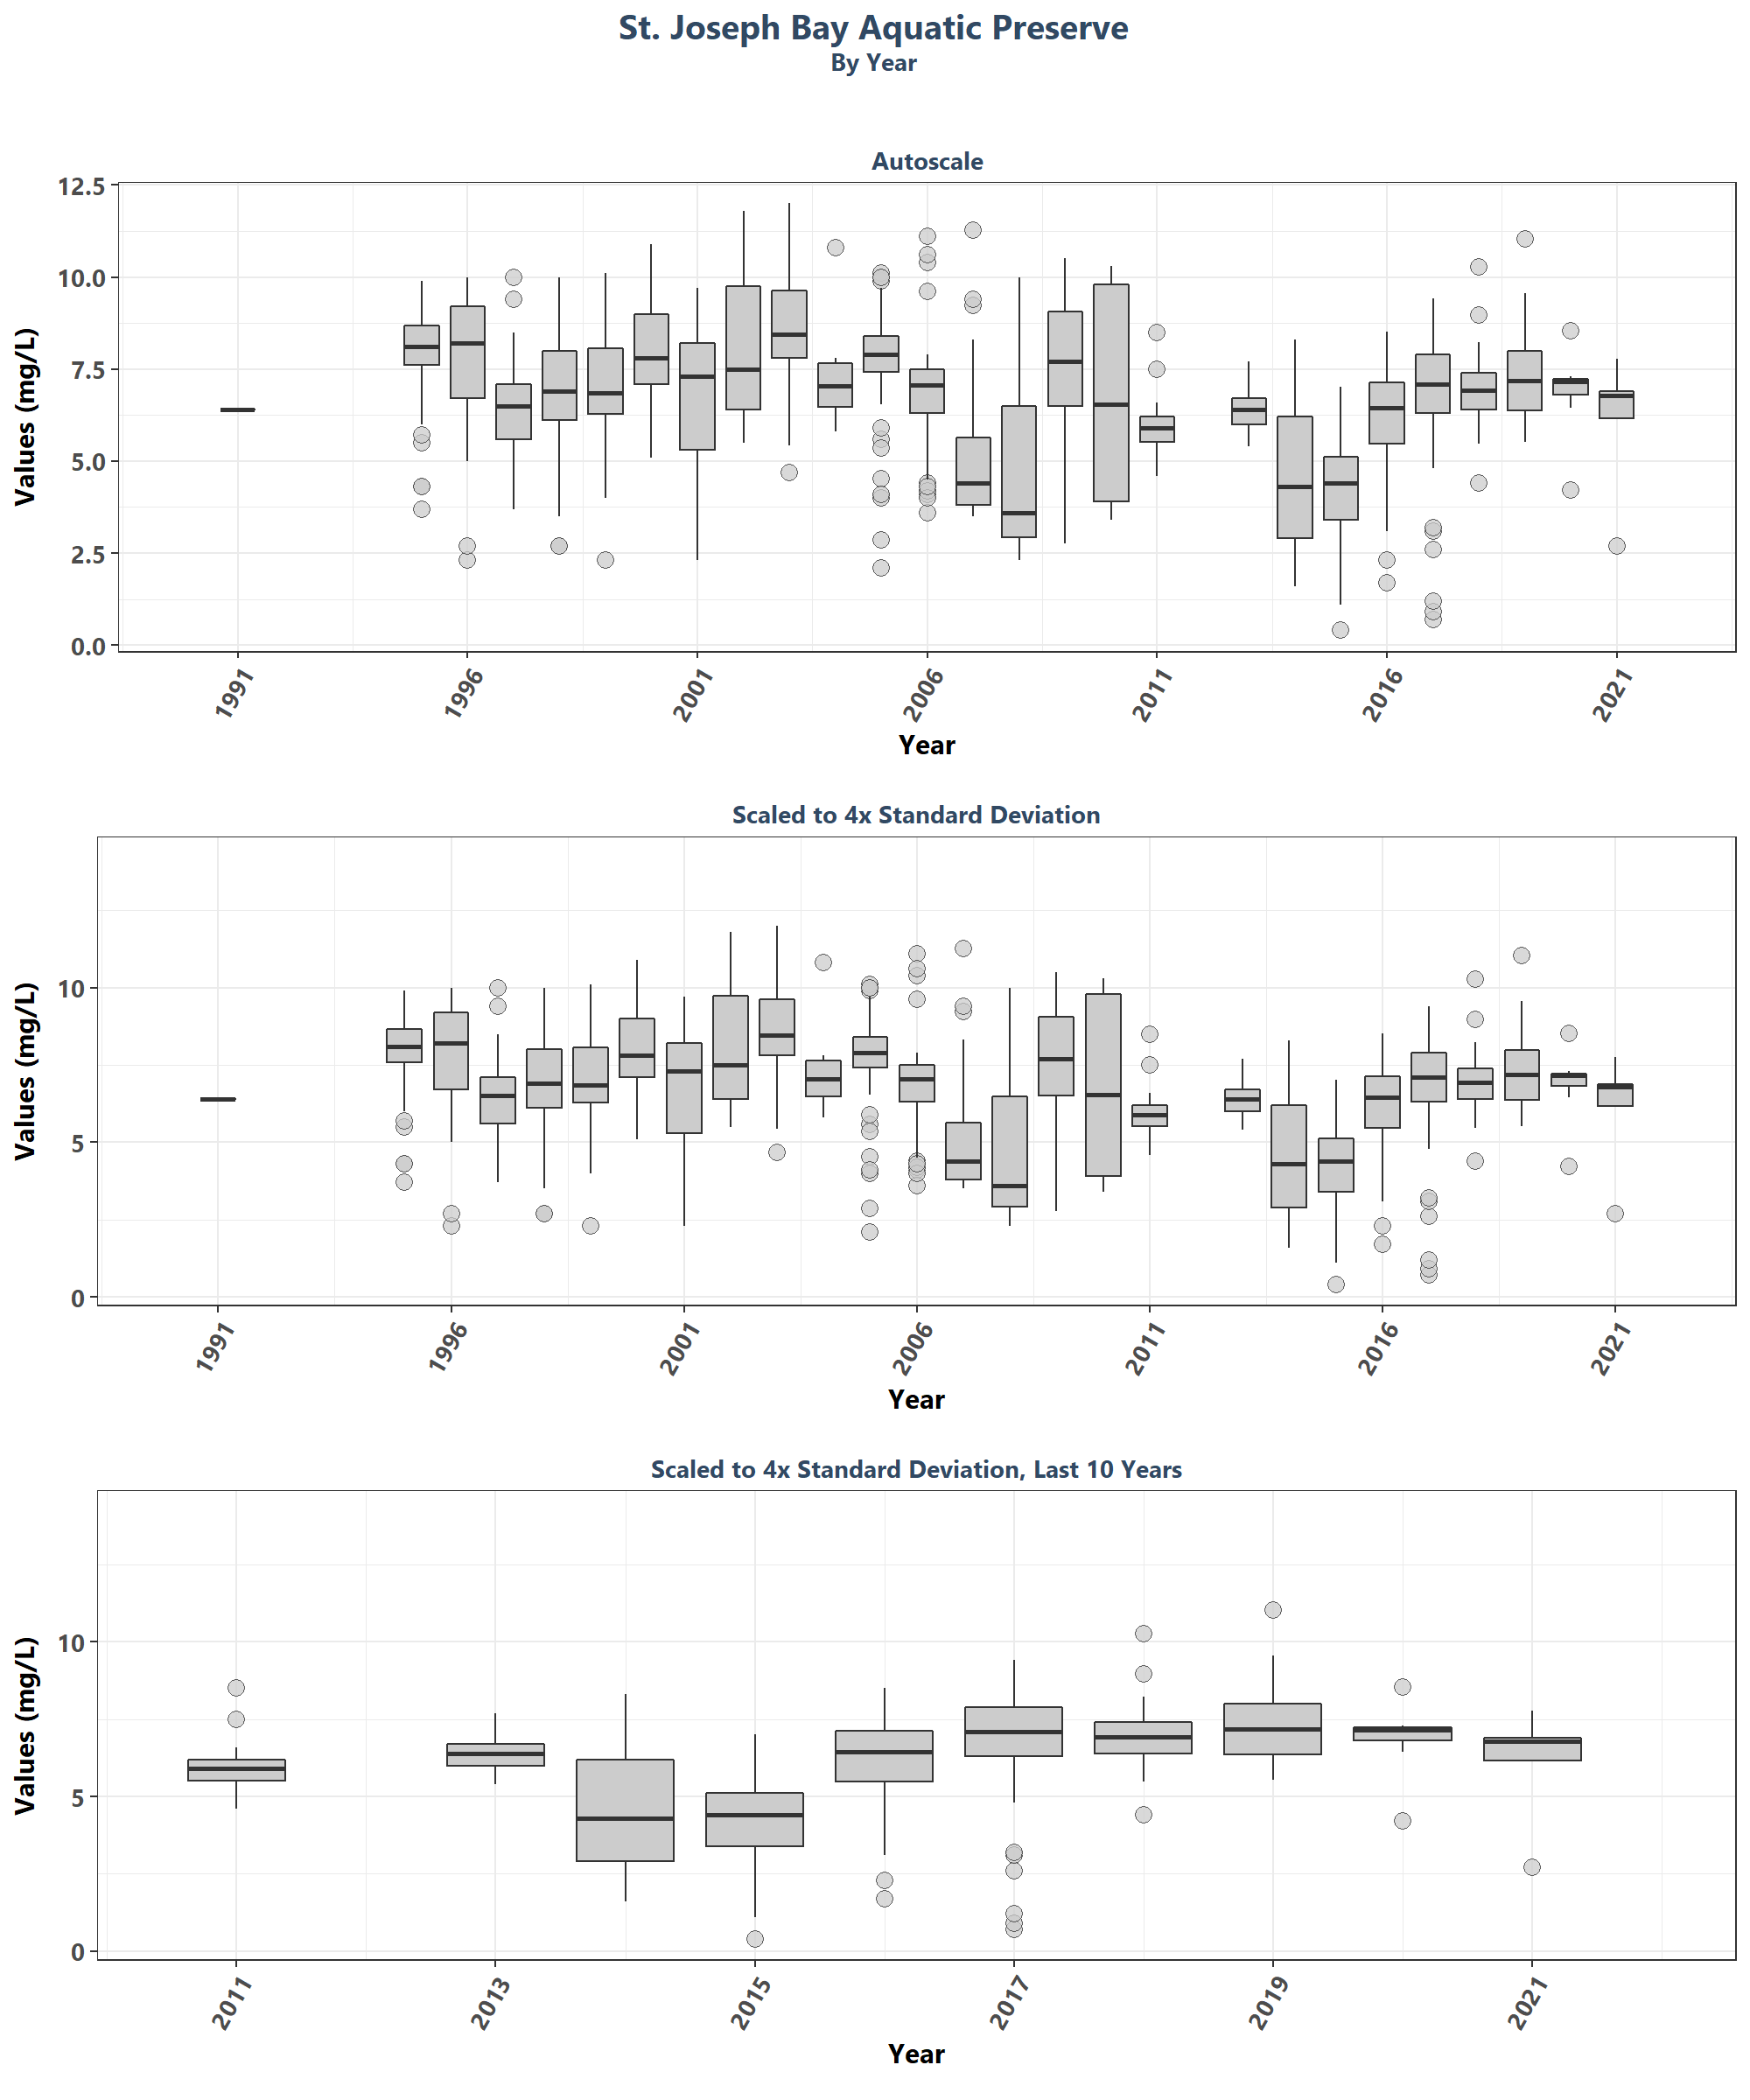 St. Joseph Bay Aquatic Preserve
By Year
Autoscale
Values (mg/L)
12.5
10.0
7.5
5.0
2.5
0.0
1991 1996 2001 2006 2011 2016 2021
Year
Scaled to 4x Standard Deviation
Values (mg/L)
10
5
0
1991 1996 2001 2006 2011 2016 2021
Year
Scaled to 4x Standard Deviation, Last 10 Years
Values (mg/L)
10
5
0
2011 2013 2015 2017 2019 2021
Year